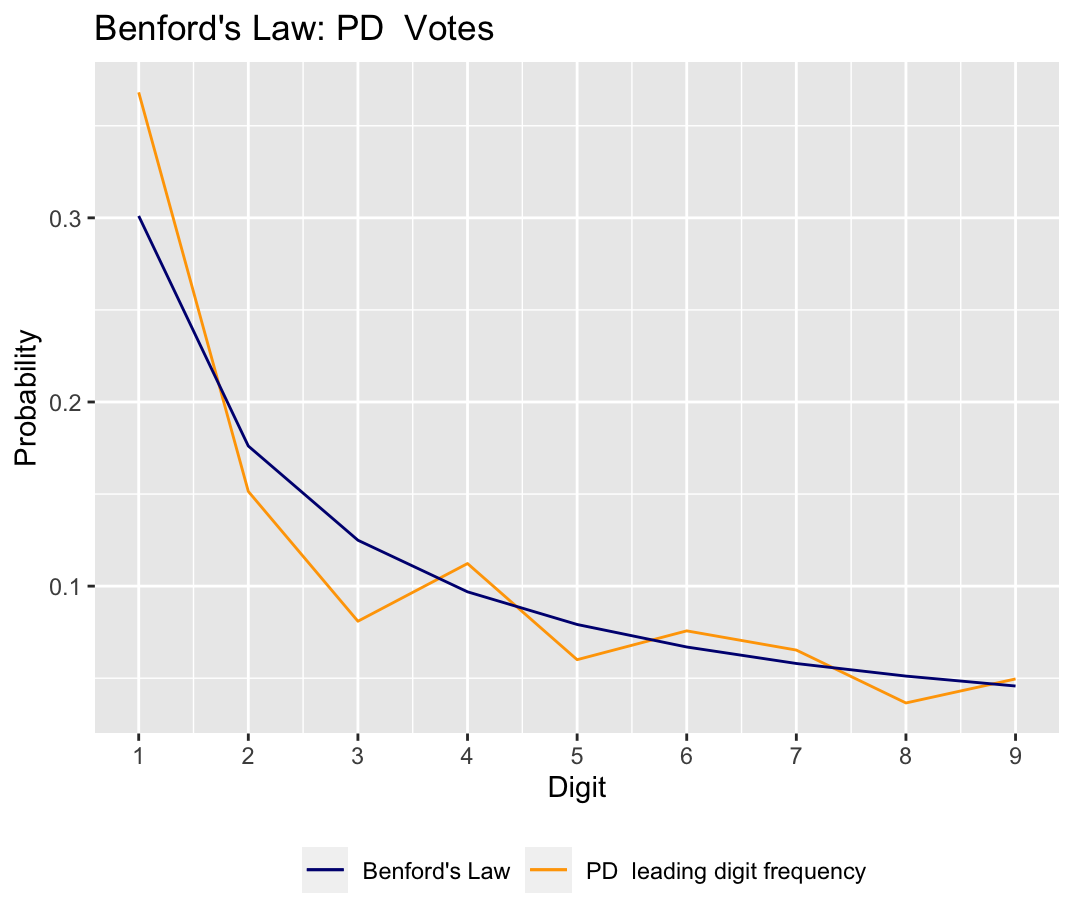 Benford's Law: PD  Votes
Probability
0.3
0.2
0.1
1 2 3 4 5 6 7 8 9
Digit
Benford's Law PD  leading digit frequency